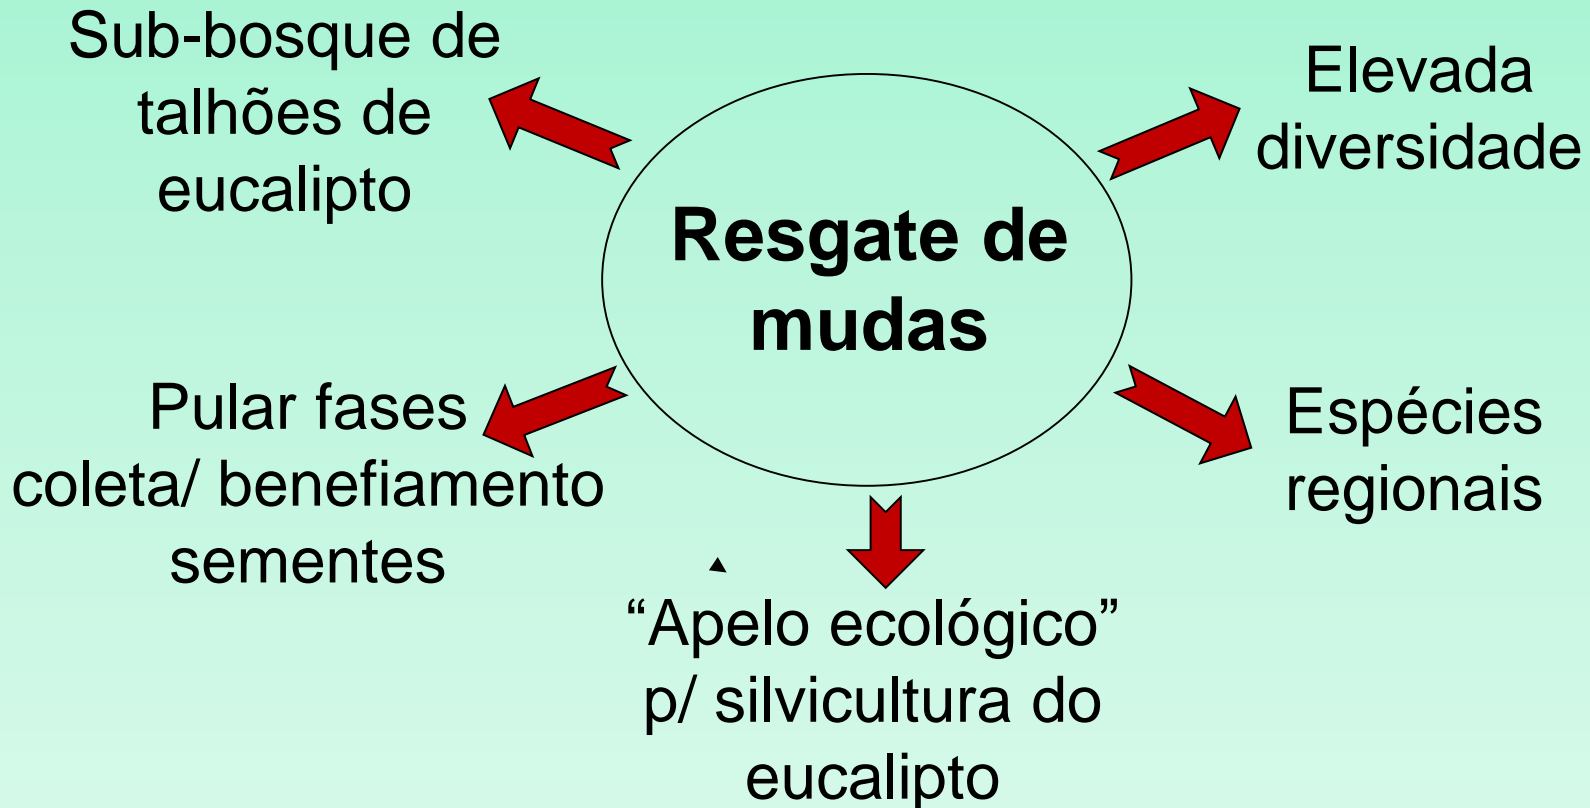 Sub-bosque de
talhões de
eucalipto
Elevada
diversidade
Resgate de
mudas
Pular fases
coleta/ benefiamento
sementes
Espécies
regionais
“Apelo ecológico”
p/ silvicultura do
eucalipto